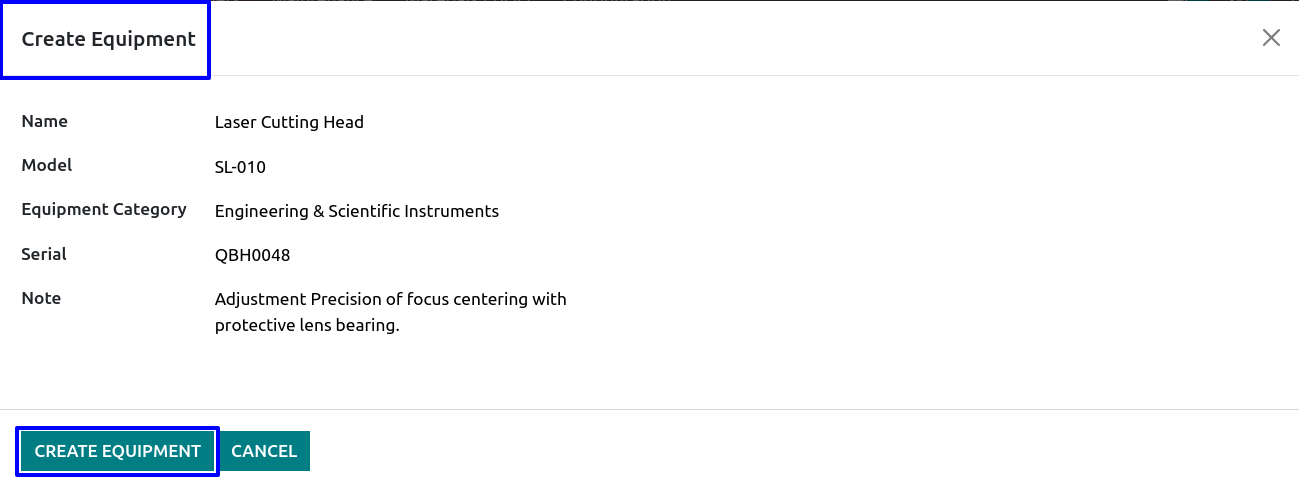 Create Equipment
Name Laser Cutting Head
Model SL-010
Equipment Category Engineering & Scientific Instruments
Serial QBH0048
Note Adjustment Precision of focus centering with
protective lens bearing.
CREATE EQUIPMENT CANCEL